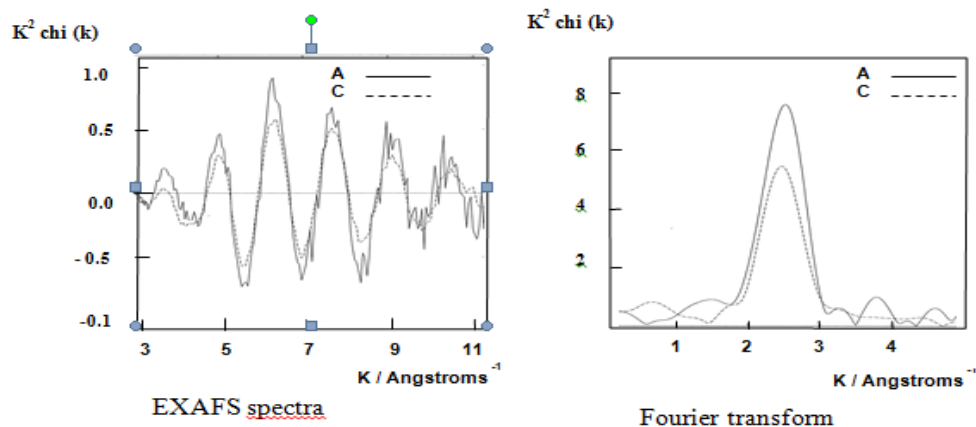 K² chi (k)
1.0
0.5
0.0
- 0.5
-0.1
A
C
3 5 7 9 11
K / Angstroms ⁻¹
EXAFS spectra
K² chi (k)
8
6
4
2
A
C
1 2 3 4
K / Angstroms ⁻¹
Fourier transform